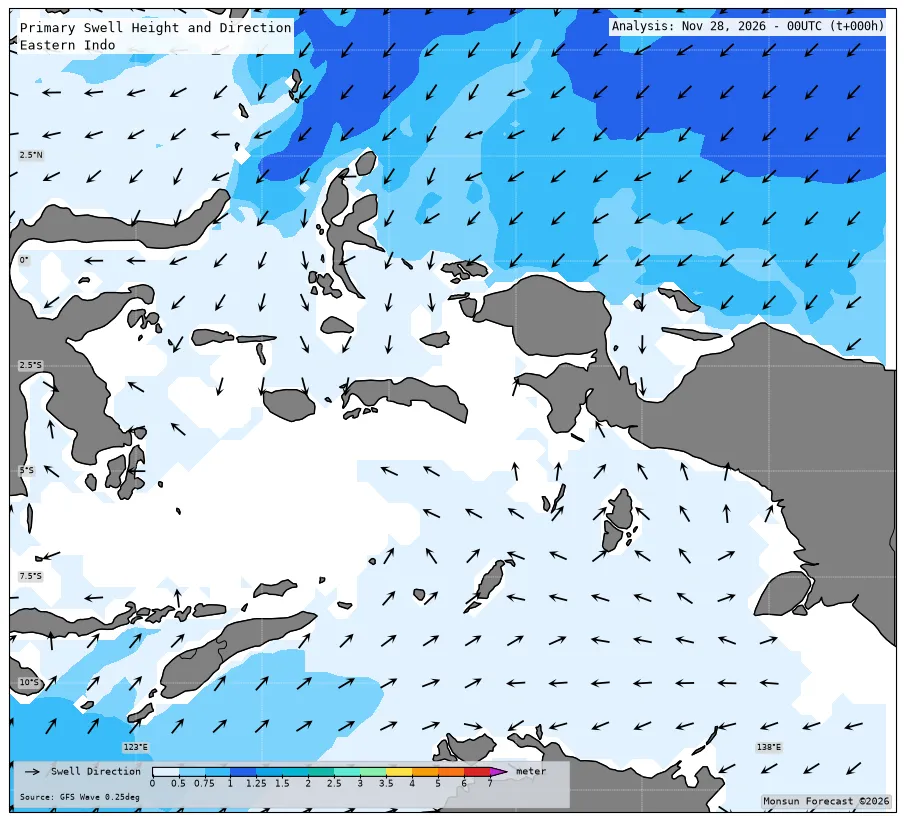 Primary Swell Height and Direction
Eastern Indo
Analysis: Nov 28, 2026 - 00UTC (t+000h)
2.5°N
0°
2.5°S
5°S
7.5°S
10°S
123°E
138°E
Swell Direction
0 0.5 0.75 1 1.25 1.5 1.75 2 2.5 3 3.5 4 5 6 7
meter
Source: GFS Wave 0.25deg
Monsun Forecast ©2026